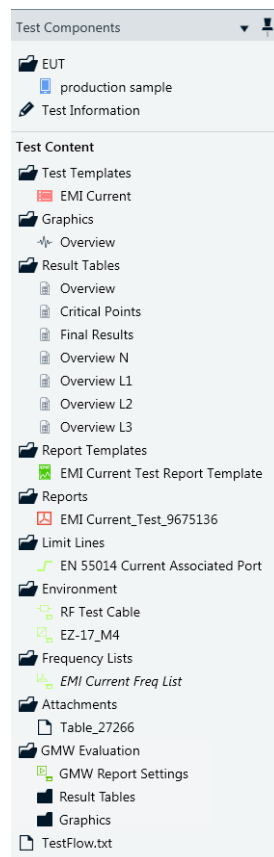 Test Components
EUT
production sample
Test Information
Test Content
Test Templates
EMI Current
Graphics
Overview
Result Tables
Overview
Critical Points
Final Results
Overview N
Overview L1
Overview L2
Overview L3
Report Templates
EMI Current Test Report Template
Reports
EMI Current_Test_9675136
Limit Lines
EN 55014 Current Associated Port
Environment
RF Test Cable
EZ-17_M4
Frequency Lists
EMI Current Freq List
Attachments
Table_27266
GMW Evaluation
GMW Report Settings
Result Tables
Graphics
TestFlow.txt